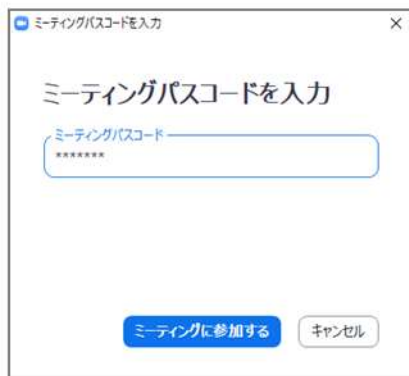 ミーティングパスコードを入力
ミーティングパスコードを入力
ミーティングパスコード
*******
ミーティングに参加する
キャンセル